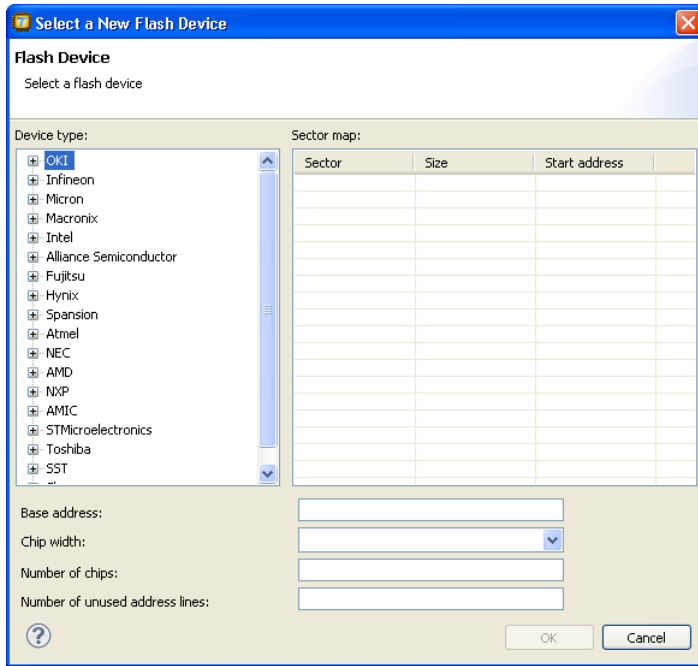 Select a New Flash Device
Flash Device
Select a flash device
Device type:
Sector map:
OKI
Infineon
Micron
Macronix
Intel
Alliance Semiconductor
Fujitsu
Hynix
Spansion
Atmel
NEC
AMD
NXP
AMIC
STMicroelectronics
Toshiba
SST
Sector Size Start address
Base address:
Chip width:
Number of chips:
Number of unused address lines:
?
OK Cancel